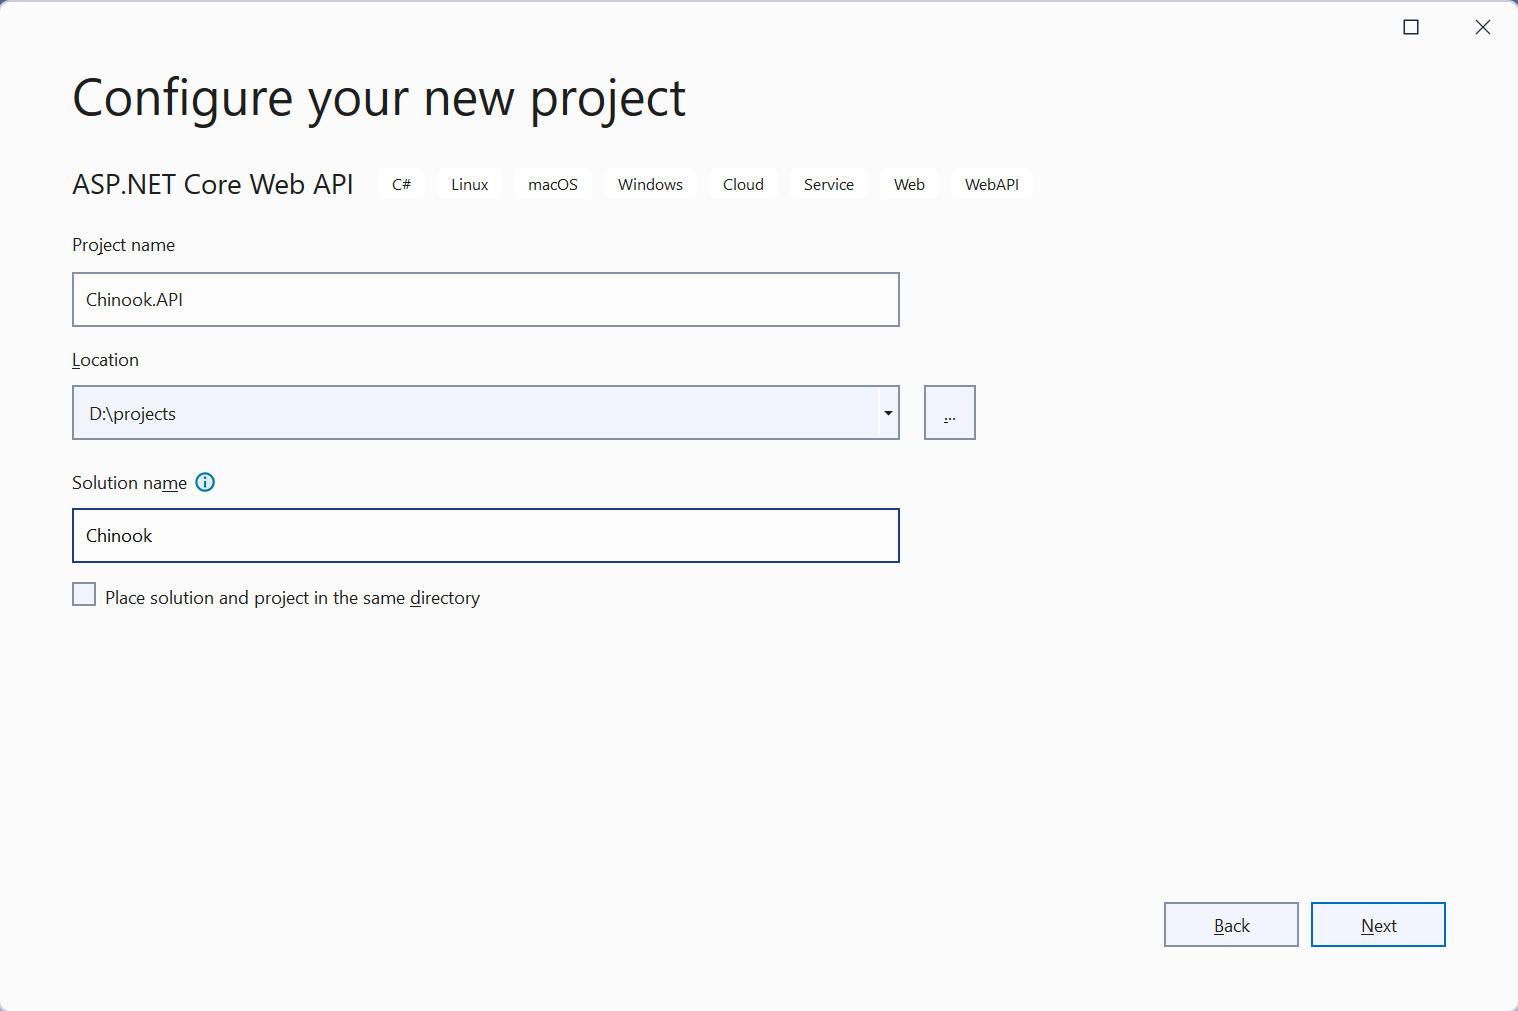 Configure your new project
ASP.NET Core Web API C# Linux macOS Windows Cloud Service Web WebAPI
Project name
Chinook.API
Location
D:\projects
...
Solution name
Chinook
Place solution and project in the same directory
Back Next